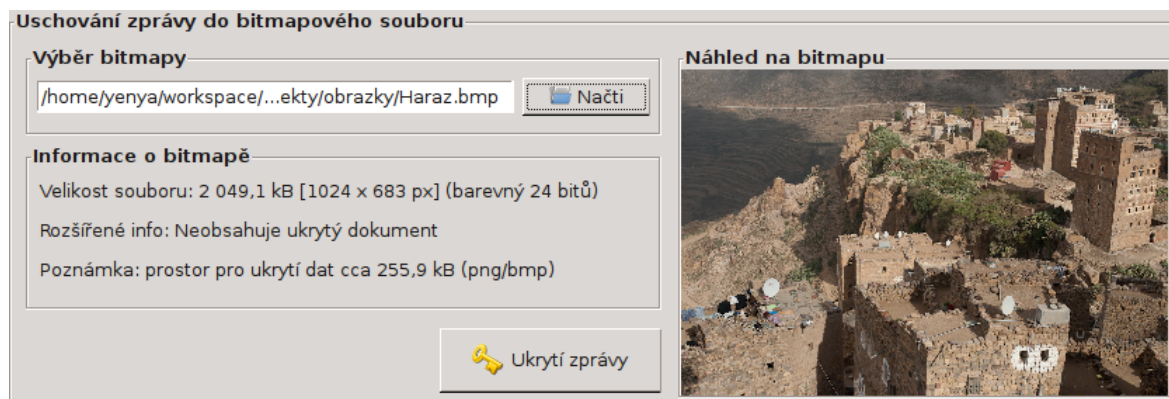 Uschování zprávy do bitmapového souboru
Výběr bitmapy
/home/yenya/workspace/...ekty/obrazky/Haraz.bmp
Načti
Informace o bitmapě
Velikost souboru: 2 049,1 kB [1024 x 683 px] (barevný 24 bitů)
Rozšířené info: Neobsahuje ukrytý dokument
Poznámka: prostor pro ukrytí dat cca 255,9 kB (png/bmp)
Ukrytí zprávy
Náhled na bitmapu